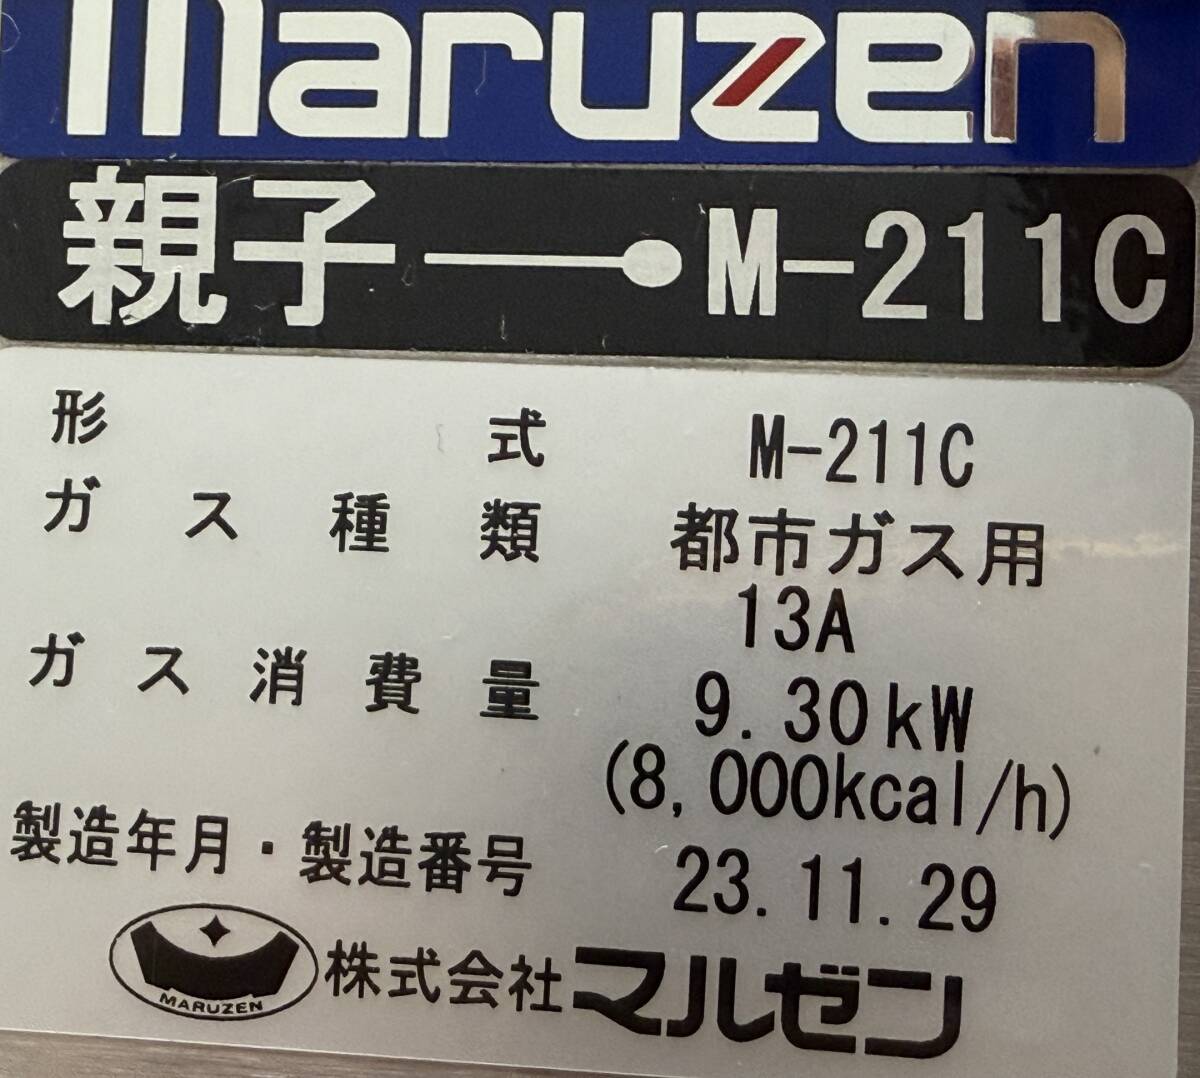 maruzen
親子 M-211C
形式 M-211C
ガス種類 都市ガス用
13A
ガス消費量 9.30kW
(8,000kcal/h)
製造年月・製造番号 23.11.29
MARUZEN 株式会社マルゼン